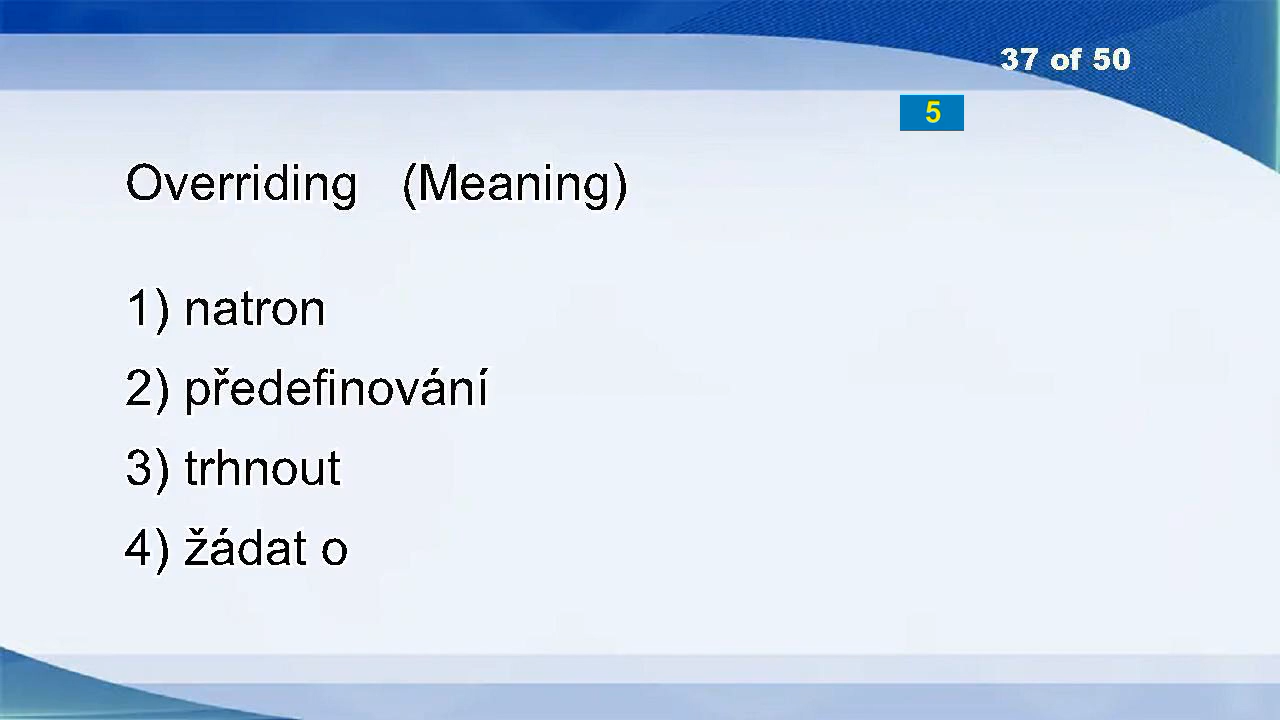 37 of 50
5
Overriding (Meaning)
1) natron
2) předefinování
3) trhnout
4) žádat o